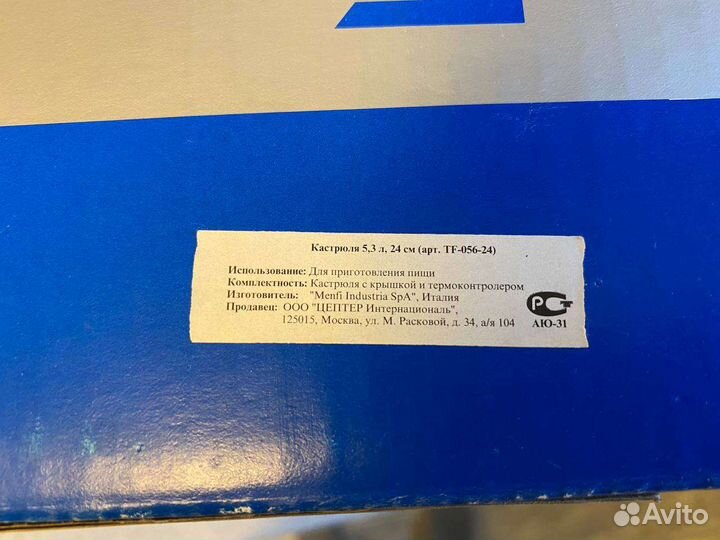 Кастрюля 5,3 л, 24 см (арт. TF-056-24)
Использование: Для приготовления пищи
Комплектность: Кастрюля с крышкой и термоконтролером
Изготовитель: "Menfi Industria SpA", Италия
Продавец: ООО "ЦЕПТЕР Интернациональ",
125015, Москва, ул. М. Расковой, д. 34, а/я 104
РСТ
АЮ-31
Avito